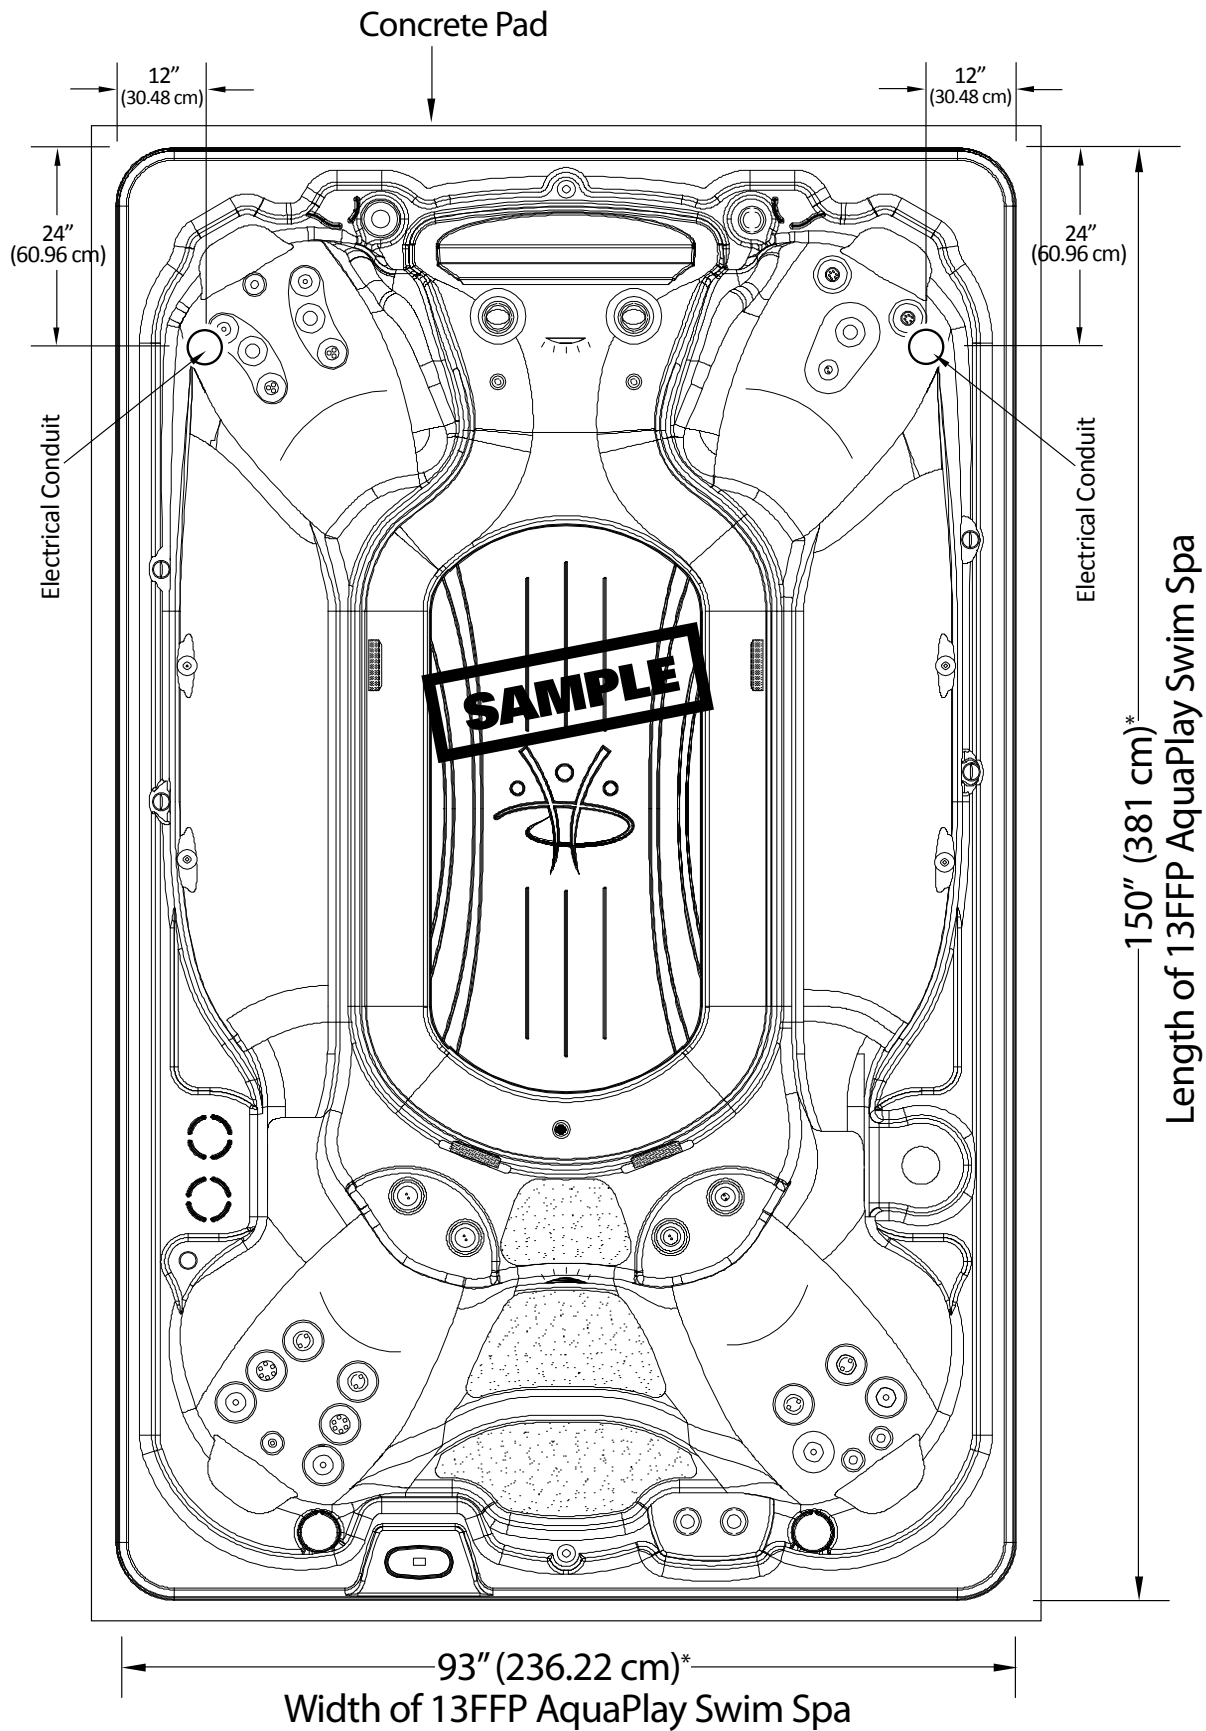 Concrete Pad
12”
(30.48 cm)
12”
(30.48 cm)
24”
(60.96 cm)
24”
(60.96 cm)
Electrical Conduit
Electrical Conduit
SAMPLE
150” (381 cm)*
Length of 13FFP AquaPlay Swim Spa
93” (236.22 cm)*
Width of 13FFP AquaPlay Swim Spa